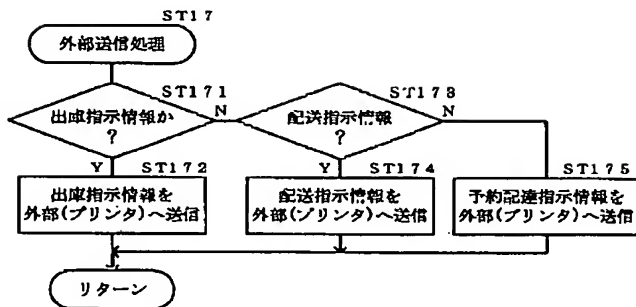 ST17
外部送信処理
ST171
出庫指示情報か
?
N
ST173
配送指示情報
?
N
Y
ST172
出庫指示情報を
外部(プリンタ)へ送信
Y
ST174
配送指示情報を
外部(プリンタ)へ送信
ST175
予約配達指示情報を
外部(プリンタ)へ送信
リターン